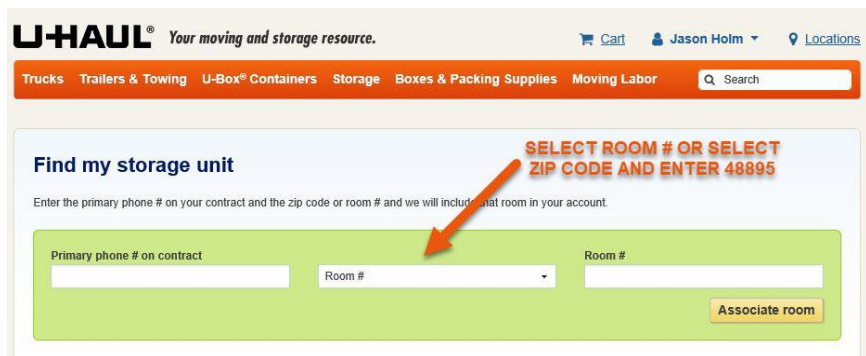 U-HAUL® Your moving and storage resource.
Cart
Jason Holm
Locations
Trucks Trailers & Towing U-Box® Containers Storage Boxes & Packing Supplies Moving Labor Search
Find my storage unit
SELECT ROOM # OR SELECT
ZIP CODE AND ENTER 48895
Enter the primary phone # on your contract and the zip code or room # and we will include that room in your account.
Primary phone # on contract
Room #
Room #
Associate room